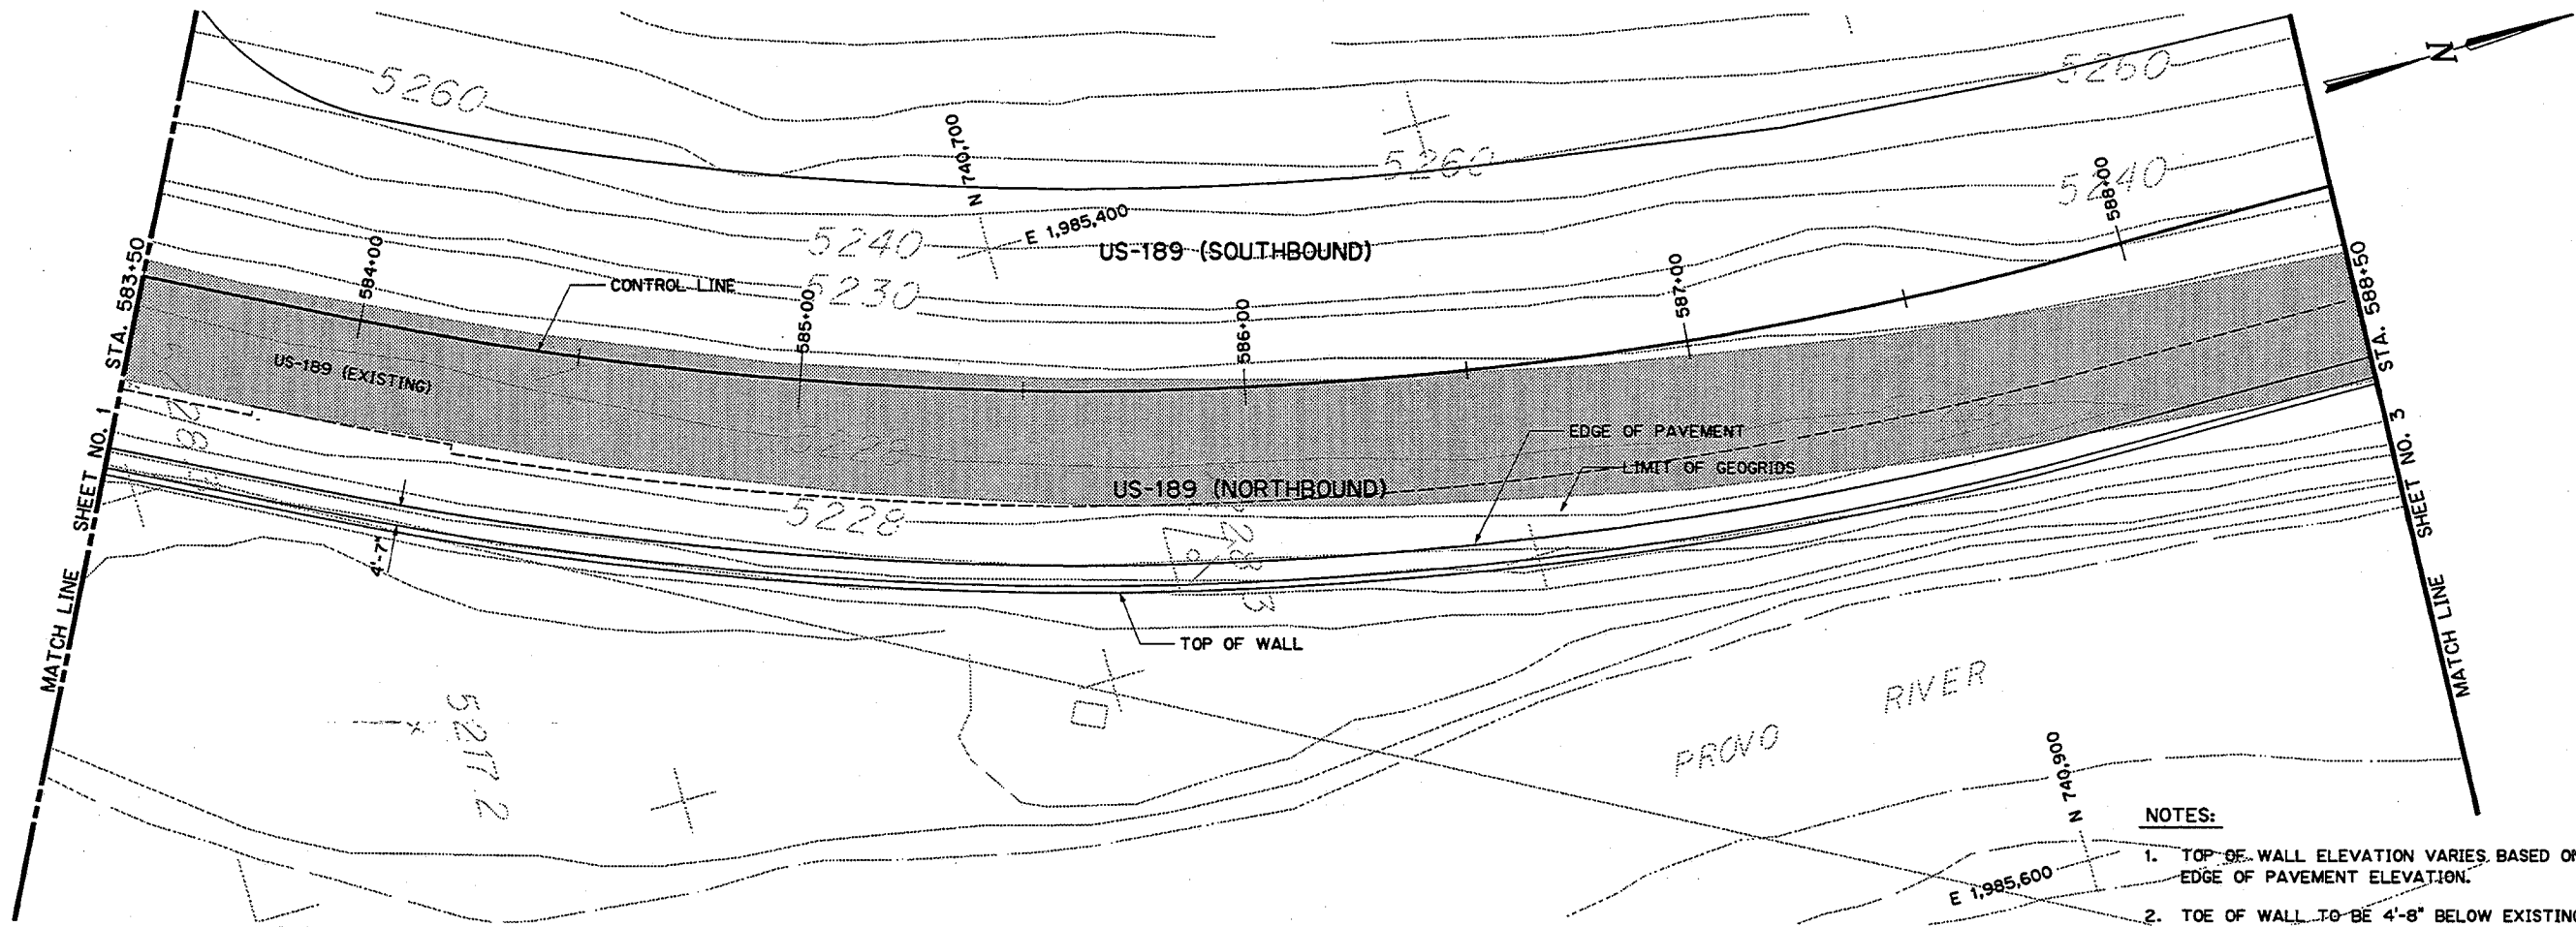 5260
5260
N
N 740,700
5260
588+00
5240
E 1,985,400
5240
US-189 (SOUTHBOUND)
STA. 583+50
584+00
CONTROL LINE
5230
585+00
586+00
587+00
STA. 588+50
US-189 (EXISTING)
EDGE OF PAVEMENT
LIMIT OF GEOGRIDS
US-189 (NORTHBOUND)
5228
4'-7"
TOP OF WALL
MATCH LINE SHEET NO. 1
MATCH LINE SHEET NO. 3
5217.2
PROVO RIVER
N 740,900
E 1,985,600
NOTES:
1. TOP OF WALL ELEVATION VARIES BASED ON
EDGE OF PAVEMENT ELEVATION.
2. TOE OF WALL TO BE 4'-8" BELOW EXISTING